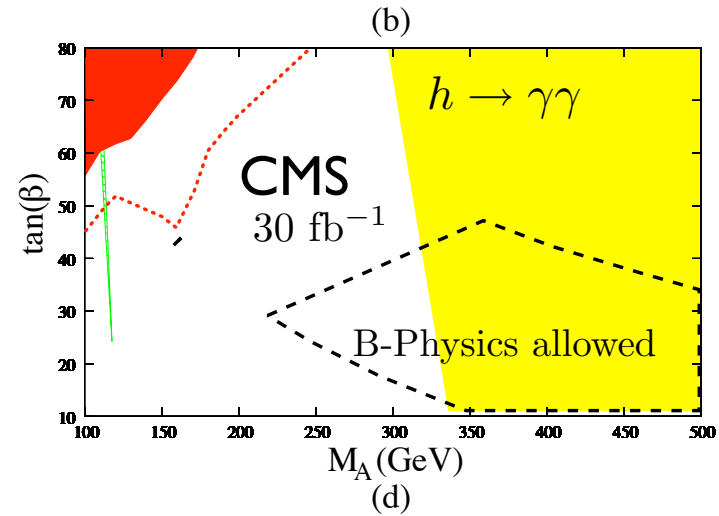 (b)
80
70
60
50
40
30
20
10
tan(β)
h → γγ
CMS
30 fb⁻¹
B-Physics allowed
100 150 200 250 300 350 400 450 500
M_A(GeV)
(d)